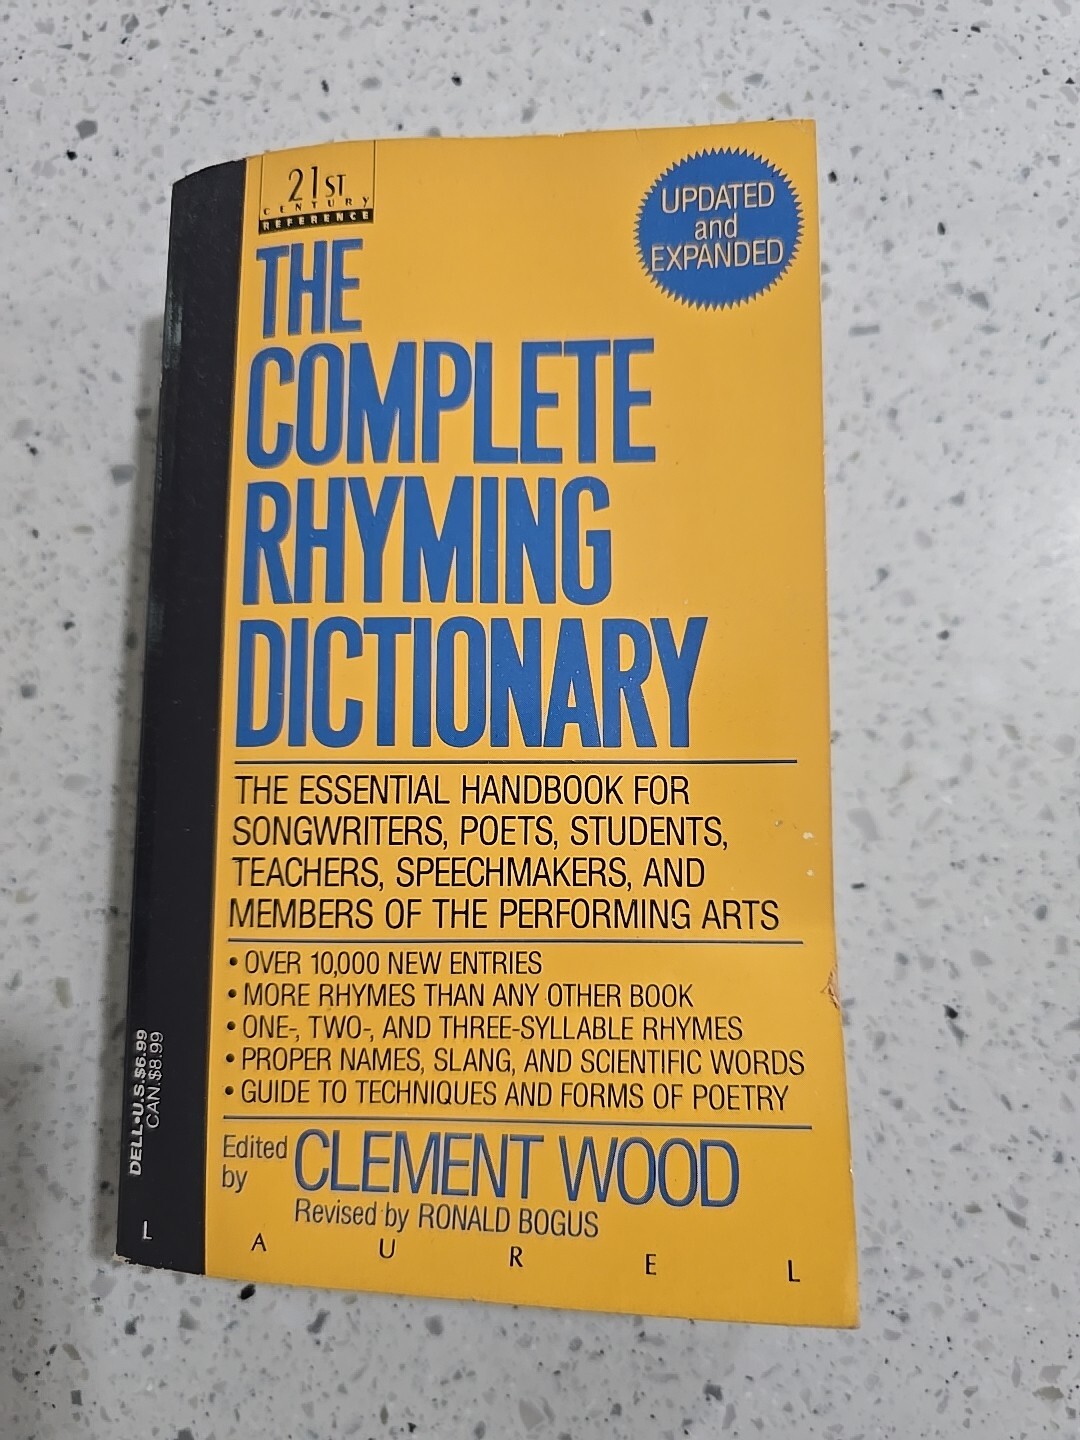 21ST
CENTURY
REFERENCE
UPDATED
and
EXPANDED
THE
COMPLETE
RHYMING
DICTIONARY
THE ESSENTIAL HANDBOOK FOR
SONGWRITERS, POETS, STUDENTS,
TEACHERS, SPEECHMAKERS, AND
MEMBERS OF THE PERFORMING ARTS
• OVER 10,000 NEW ENTRIES
• MORE RHYMES THAN ANY OTHER BOOK
• ONE-, TWO-, AND THREE-SYLLABLE RHYMES
• PROPER NAMES, SLANG, AND SCIENTIFIC WORDS
• GUIDE TO TECHNIQUES AND FORMS OF POETRY
Edited
by
CLEMENT WOOD
Revised by RONALD BOGUS
L A U R E L
DELL•U.S.$6.99
CAN.$8.99